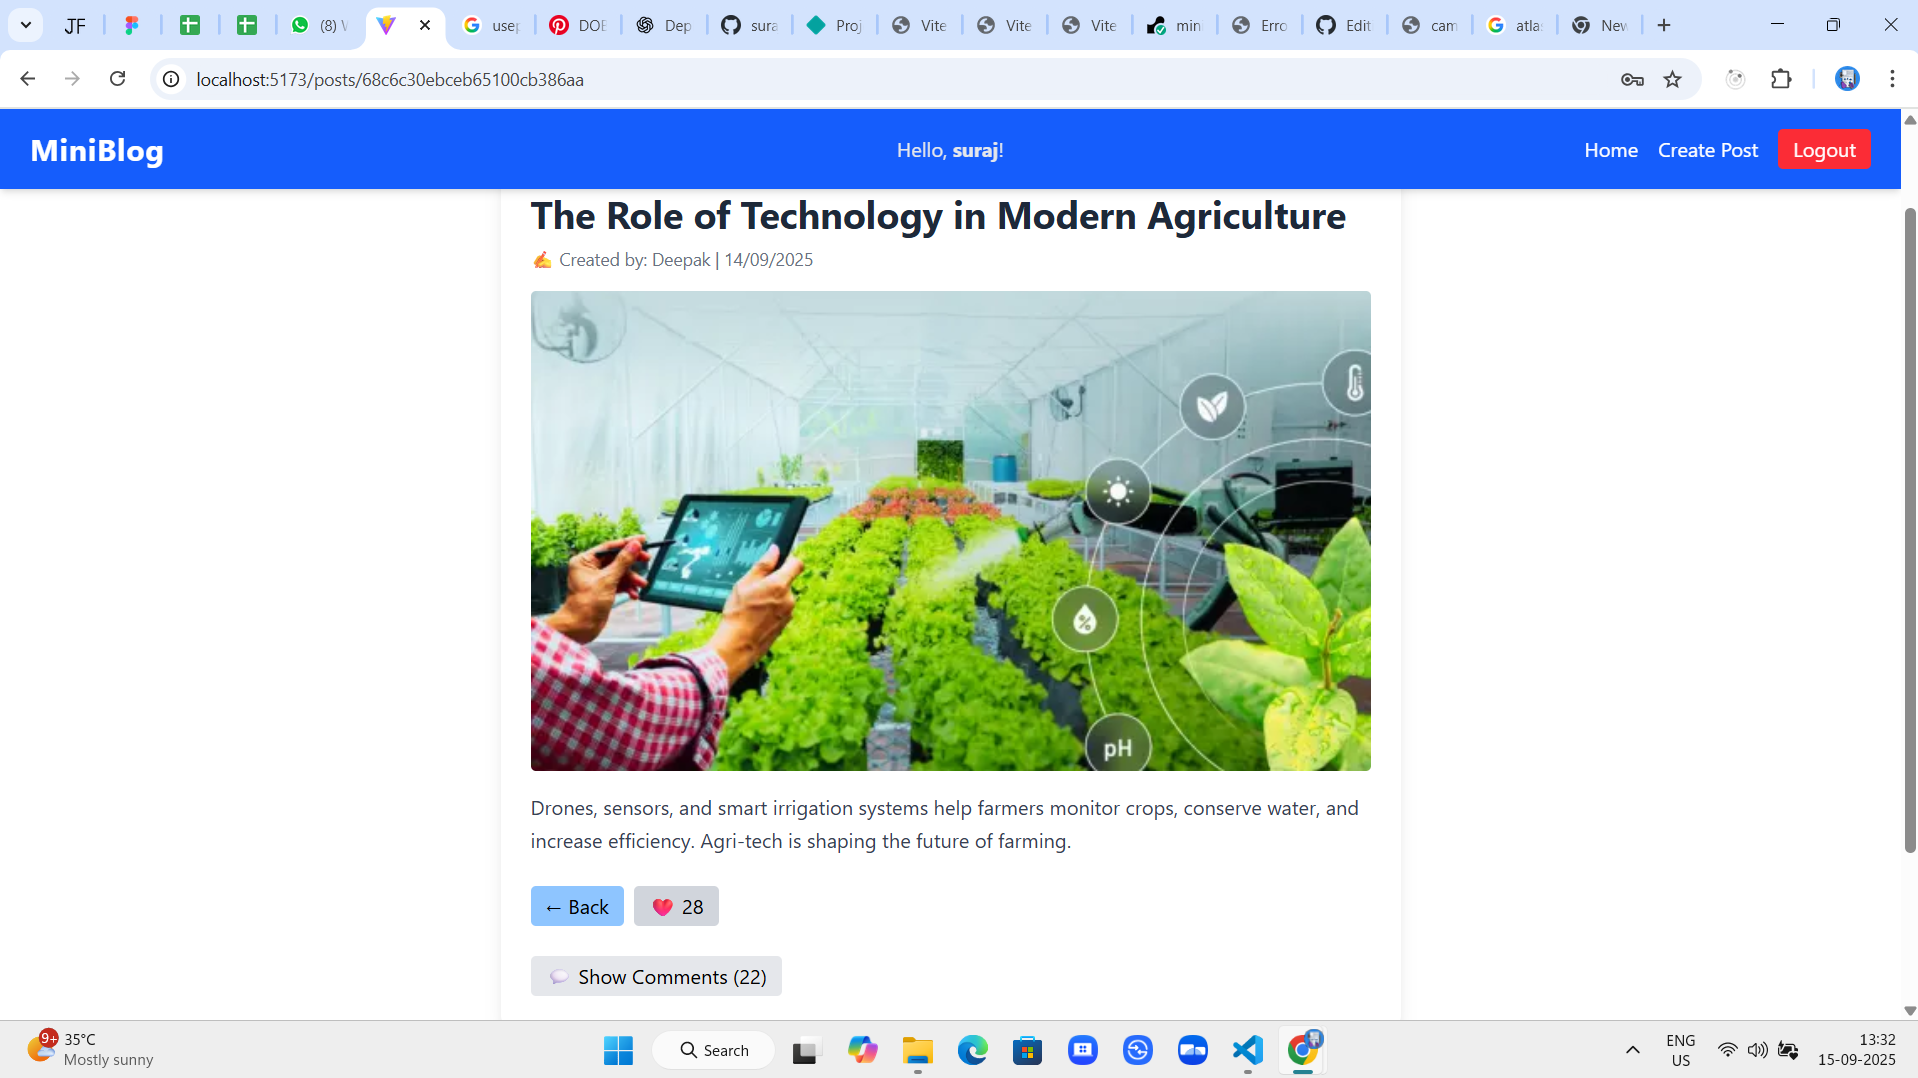 JF
(8) W
usep
DOE
Dep
sura
Proj
Vite
Vite
Vite
min
Erro
Edit
cam
atla
New
localhost:5173/posts/68c6c30ebceb65100cb386aa
MiniBlog
Hello, suraj!
Home
Create Post
Logout
The Role of Technology in Modern Agriculture
✍️ Created by: Deepak | 14/09/2025
%
pH
Drones, sensors, and smart irrigation systems help farmers monitor crops, conserve water, and
increase efficiency. Agri-tech is shaping the future of farming.
← Back
❤️ 28
💬 Show Comments (22)
9+
35°C
Mostly sunny
Search
ENG
US
13:32
15-09-2025